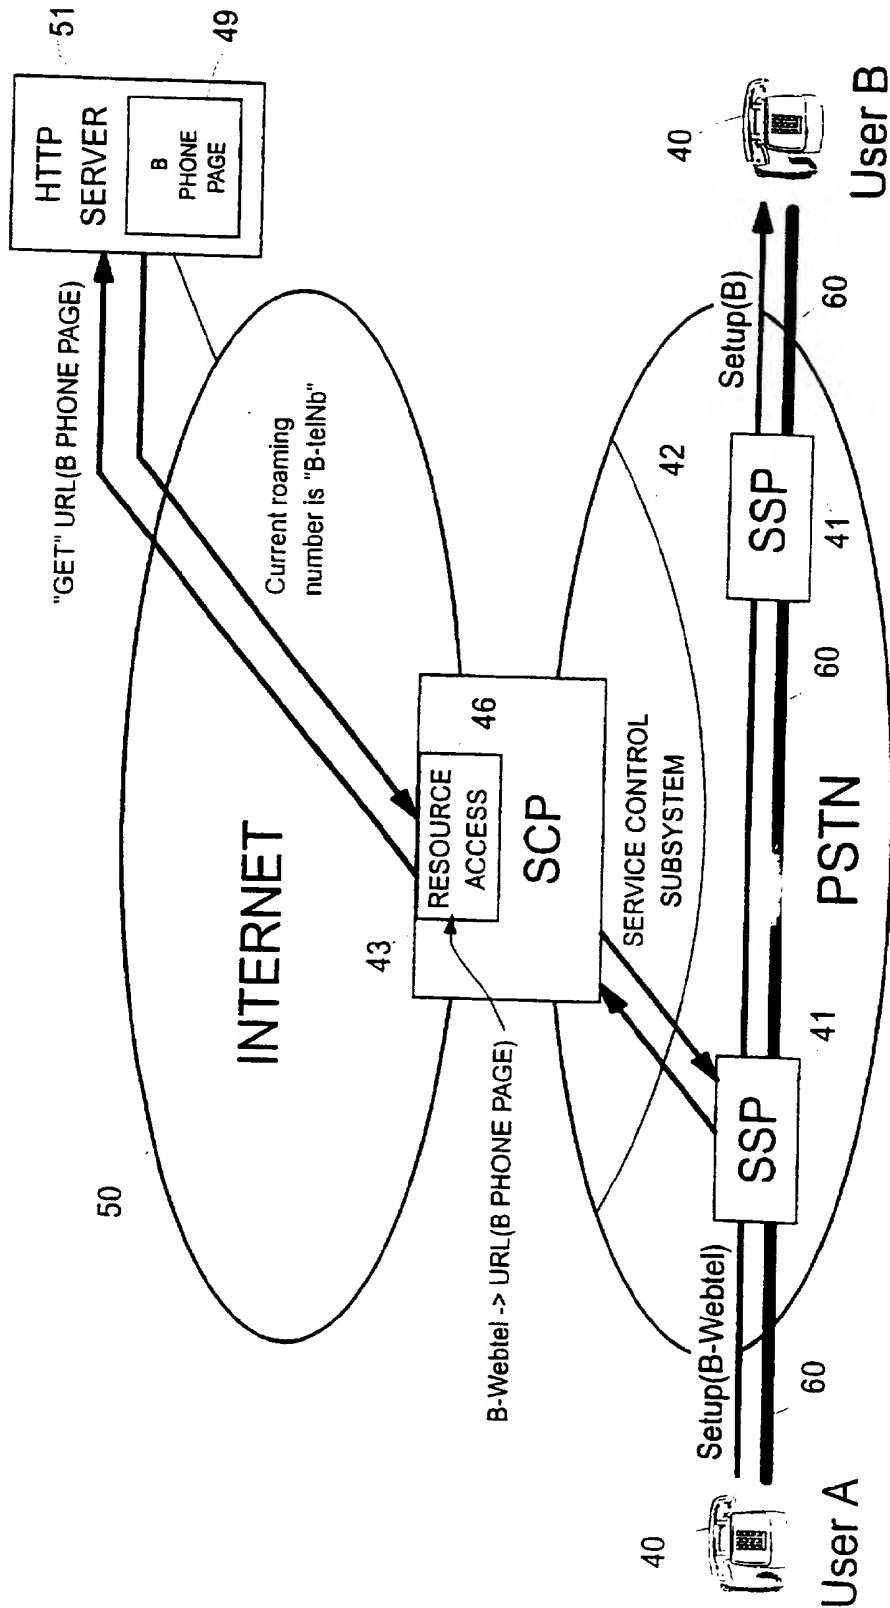 51
HTTP
SERVER
49
B
PHONE
PAGE
"GET" URL(B PHONE PAGE)
Current roaming
number is "B-telNb"
50
INTERNET
43
46
RESOURCE
ACCESS
SCP
B-Webtel -> URL(B PHONE PAGE)
SERVICE CONTROL
SUBSYSTEM
42
40
User A
Setup(B-Webtel)
60
SSP
41
60
PSTN
SSP
41
Setup(B)
60
40
User B